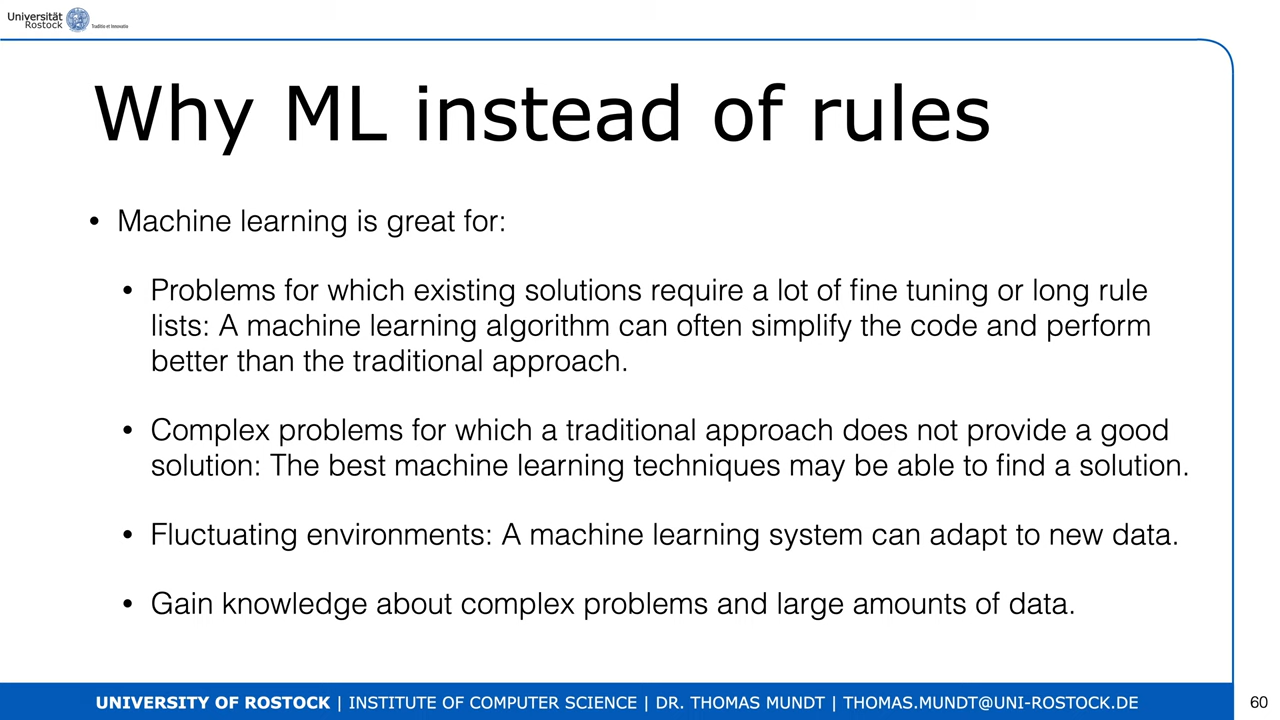 Universität
Rostock
Traditio et Innovatio
Why ML instead of rules
• Machine learning is great for:
• Problems for which existing solutions require a lot of fine tuning or long rule
lists: A machine learning algorithm can often simplify the code and perform
better than the traditional approach.
• Complex problems for which a traditional approach does not provide a good
solution: The best machine learning techniques may be able to find a solution.
• Fluctuating environments: A machine learning system can adapt to new data.
• Gain knowledge about complex problems and large amounts of data.
UNIVERSITY OF ROSTOCK | INSTITUTE OF COMPUTER SCIENCE | DR. THOMAS MUNDT | THOMAS.MUNDT@UNI-ROSTOCK.DE
60